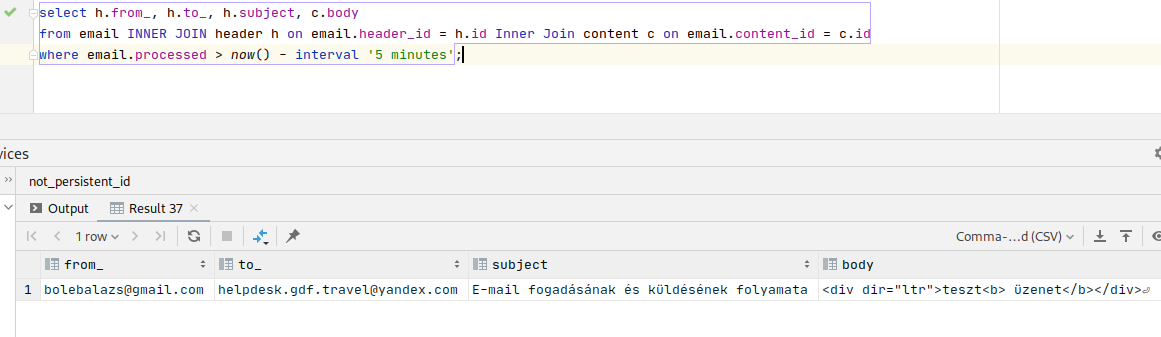 select h.from_, h.to_, h.subject, c.body
from email INNER JOIN header h on email.header_id = h.id Inner Join content c on email.content_id = c.id
where email.processed > now() - interval '5 minutes';
vices
not_persistent_id
Output Result 37
1 row Comma-...d (CSV)
from_ to_ subject body
1 bolebalazs@gmail.com helpdesk.gdf.travel@yandex.com E-mail fogadásának és küldésének folyamata <div dir="ltr">teszt<b> üzenet</b></div>⏎